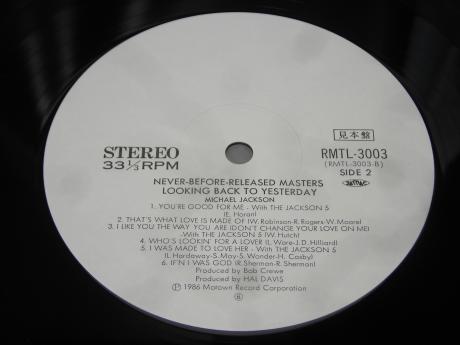 見本盤
STEREO
33 1/3 RPM
RMTL-3003
(RMTL-3003-B)
SIDE 2
NEVER-BEFORE-RELEASED MASTERS
LOOKING BACK TO YESTERDAY
MICHAEL JACKSON
1. YOU'RE GOOD FOR ME - With THE JACKSON 5
(E. Horan)
2. THAT'S WHAT LOVE IS MADE OF (W. Robinson-R. Rogers-W. Moore)
3. I LIKE YOU THE WAY YOU ARE (DON'T CHANGE YOUR LOVE ON ME)
-With THE JACKSON 5 (W. Hutch)
4. WHO'S LOOKIN' FOR A LOVER (L. Ware-J.D. Hilliard)
5. I WAS MADE TO LOVE HER - With THE JACKSON 5
(L. Hardaway-S. Moy-S. Wonder-H. Cosby)
6. IF'N I WAS GOD (R. Sherman-R. Sherman)
Produced by Bob Crewe
Produced by HAL DAVIS
Ⓟ 1986 Motown Record Corporation